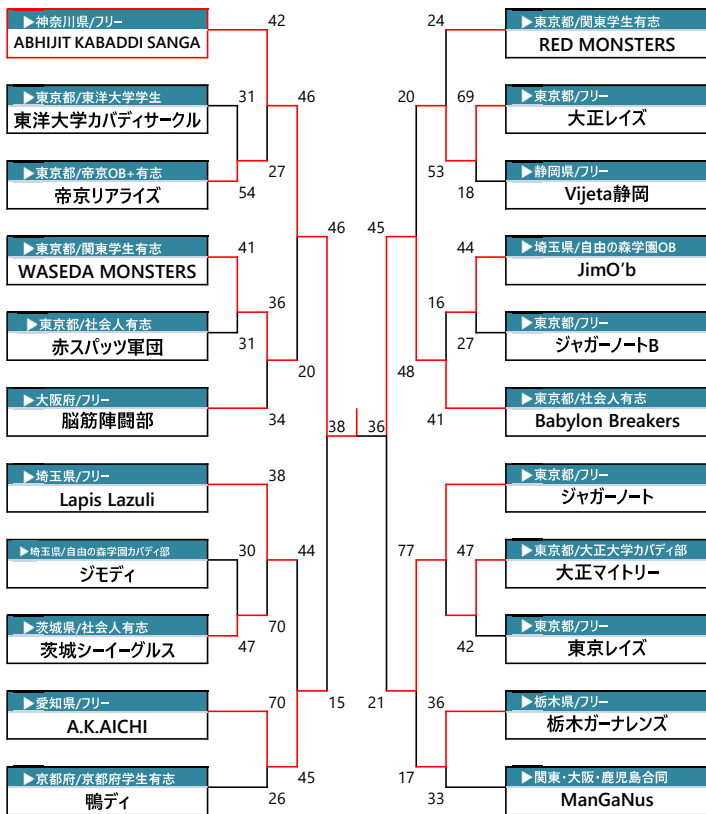 ▶神奈川県/フリー
ABHIJIT KABADDI SANGA
▶東京都/東洋大学学生
東洋大学カバディサークル
▶東京都/帝京OB+有志
帝京リアライズ
▶東京都/関東学生有志
WASEDA MONSTERS
▶東京都/社会人有志
赤スパッツ軍団
▶大阪府/フリー
脳筋陣闘部
▶埼玉県/フリー
Lapis Lazuli
▶埼玉県/自由の森学園カバディ部
ジモディ
▶茨城県/社会人有志
茨城シーイーグルス
▶愛知県/フリー
A.K.AICHI
▶京都府/京都府学生有志
鴨ディ
42
31
46
27
54
41
46
36
31
20
34
38
38
30
44
70
47
70
15
45
26
24
20
69
53
18
45
44
16
27
48
41
36
77
47
42
21
36
17
33
▶東京都/関東学生有志
RED MONSTERS
▶東京都/フリー
大正レイズ
▶静岡県/フリー
Vijeta静岡
▶埼玉県/自由の森学園OB
JimO'b
▶東京都/フリー
ジャガーノートB
▶東京都/社会人有志
Babylon Breakers
▶東京都/フリー
ジャガーノート
▶東京都/大正大学カバディ部
大正マイトリー
▶東京都/フリー
東京レイズ
▶栃木県/フリー
栃木ガーナレンズ
▶関東・大阪・鹿児島合同
ManGaNus